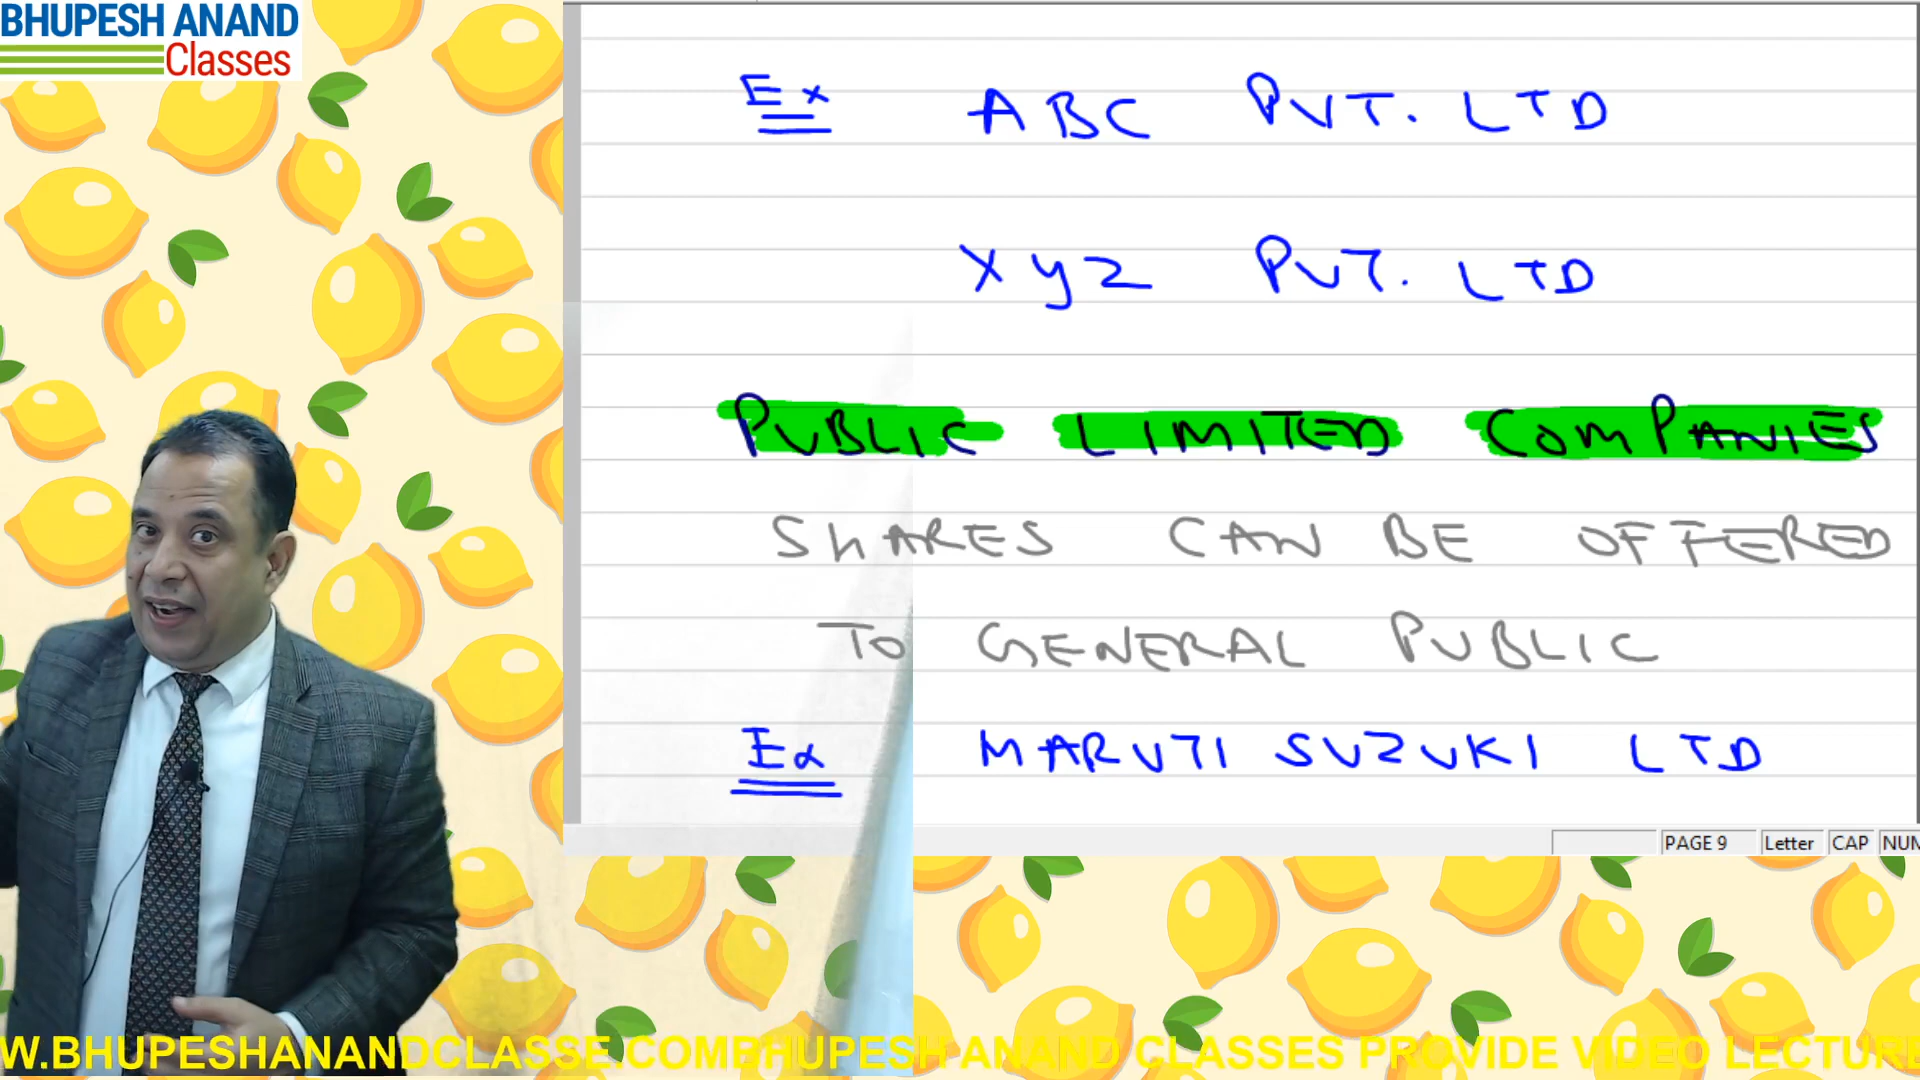 BHUPESH ANAND
Classes
Ex ABC PVT. LTD
XYZ PVT. LTD
PUBLIC LIMITED COMPANIES
SHARES CAN BE OFFERED
TO GENERAL PUBLIC
Ex MARUTI SUZUKI LTD
PAGE 9 Letter CAP NUM
W.BHUPESHANANDCLASSE.COMBHUPESH ANAND CLASSES PROVIDE VIDEO LECTURE